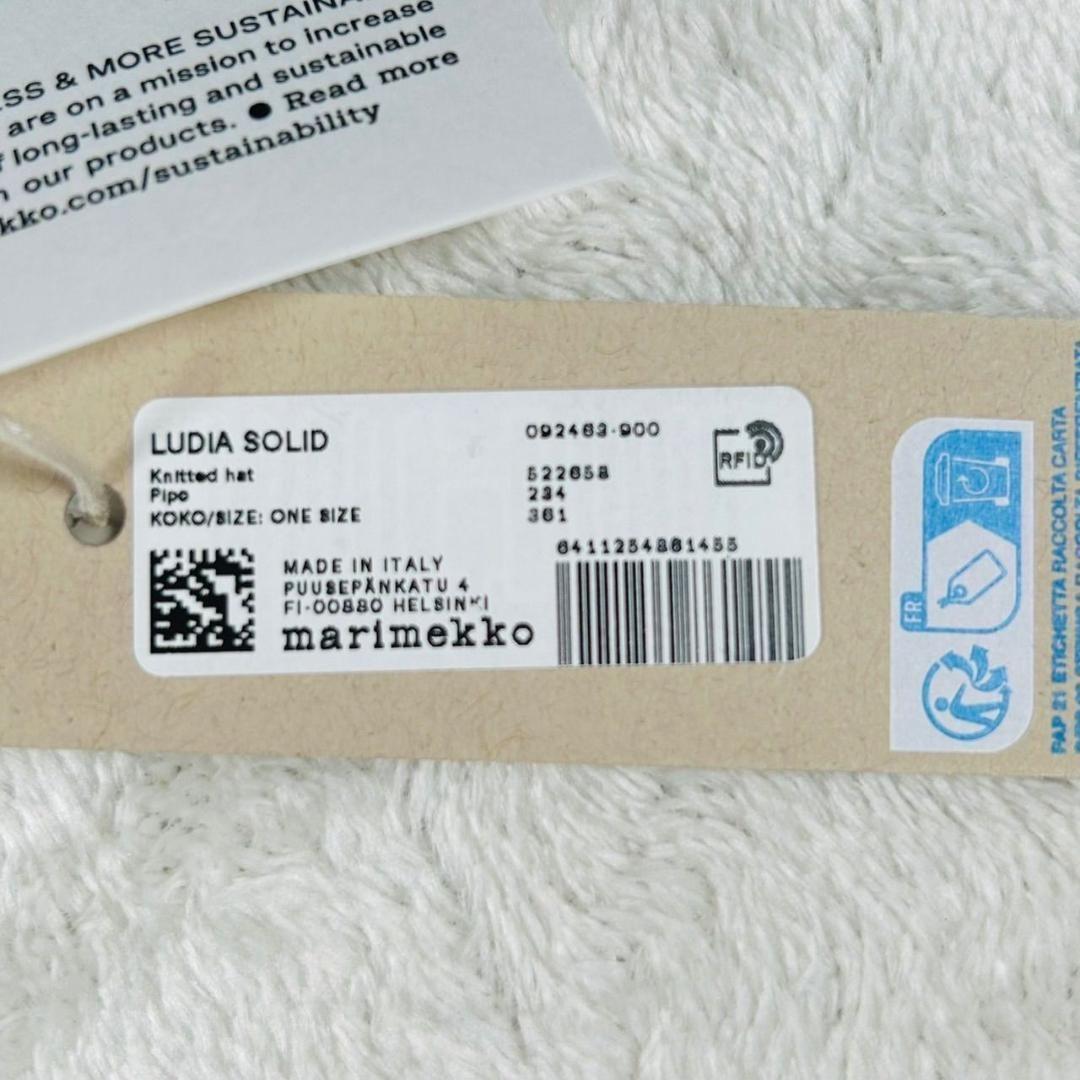 SS & MORE SUSTAINA
are on a mission to increase
long-lasting and sustainable
our products. ● Read more
kko.com/sustainability
LUDIA SOLID
Knitted hat
Pipo
KOKO/SIZE: ONE SIZE
092463-900
522658
234
361
RFID
6411254861455
MADE IN ITALY
PUUSEPÄNKATU 4
FI-00880 HELSINKI
marimekko
FR
PAP 21 ETICHETTA RACCOLTA CARTA